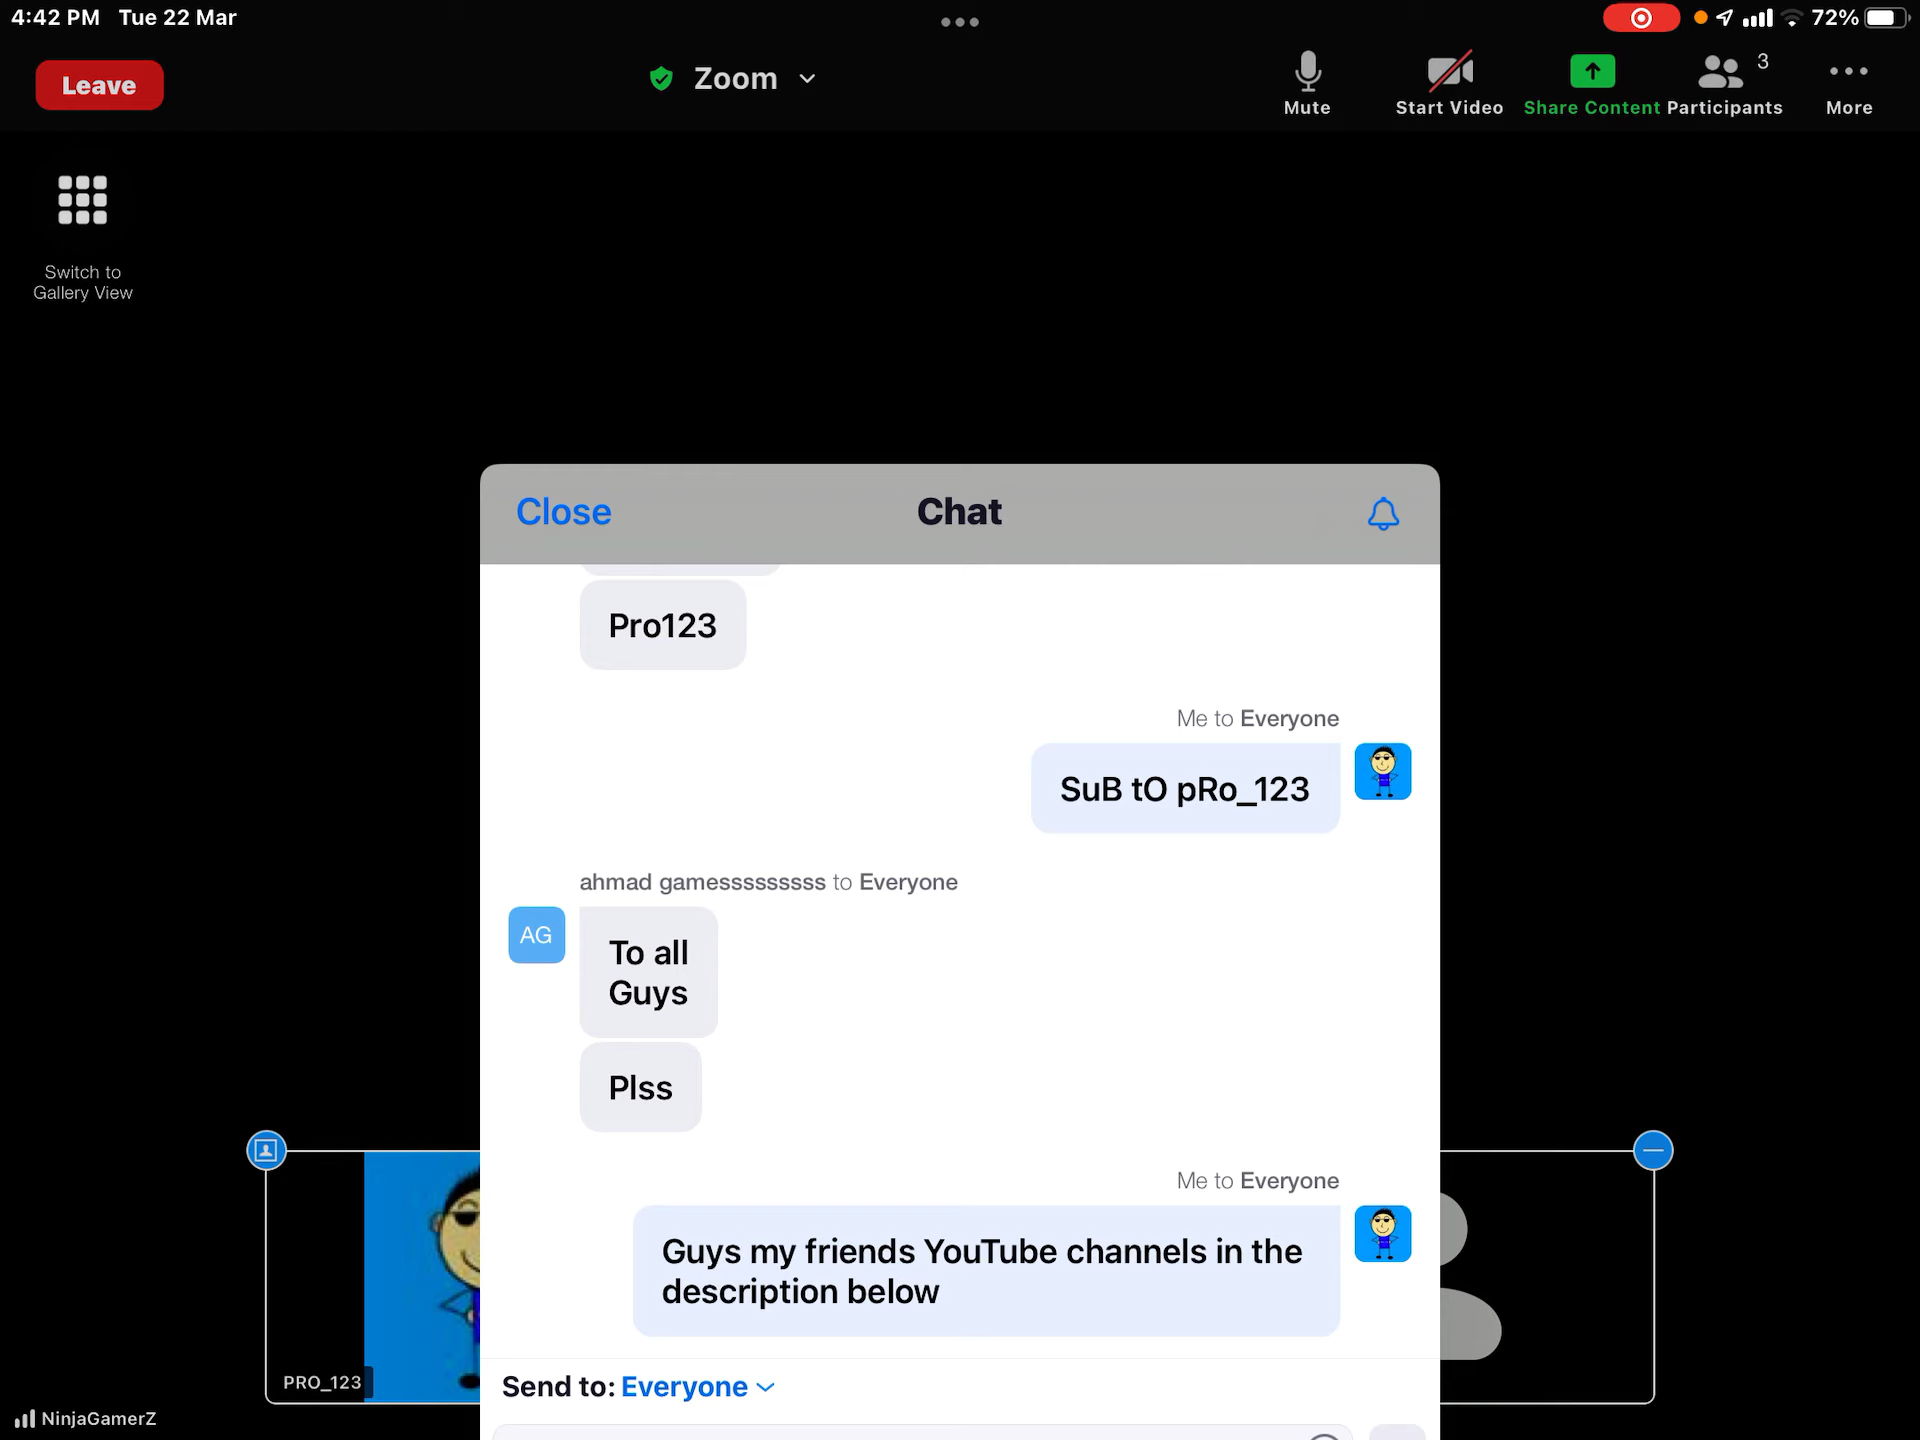 4:42 PM Tue 22 Mar
72%
Leave
Zoom
Mute
Start Video
Share Content
Participants
3
More
Switch to
Gallery View
Close
Chat
Pro123
Me to Everyone
SuB tO pRo_123
ahmad gamesssssssss to Everyone
AG
To all
Guys
Plss
Me to Everyone
Guys my friends YouTube channels in the
description below
Send to: Everyone
PRO_123
NinjaGamerZ